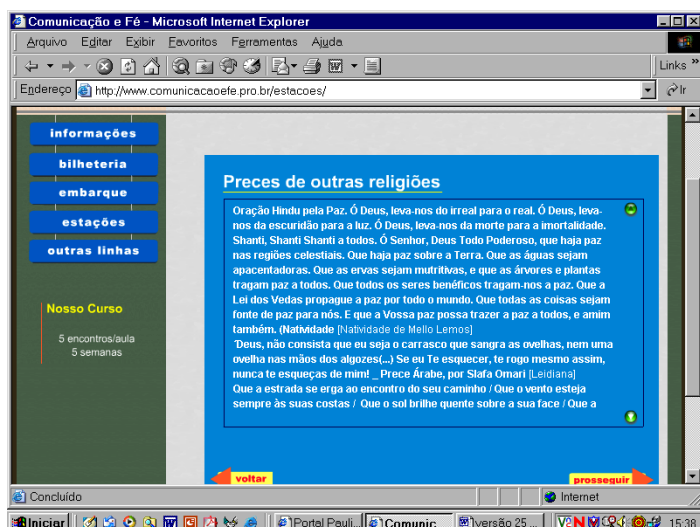 Comunicação e Fé - Microsoft Internet Explorer
Arquivo Editar Exibir Favoritos Ferramentas Ajuda
Links »
Endereço http://www.comunicacaoefe.pro.br/estacoes/ Ir
informações
bilheteria
embarque
estações
outras linhas
Nosso Curso
5 encontros/aula
5 semanas
Preces de outras religiões
Oração Hindu pela Paz. Ó Deus, leva-nos do irreal para o real. Ó Deus, leva-
nos da escuridão para a luz. Ó Deus, leva-nos da morte para a imortalidade.
Shanti, Shanti Shanti a todos. Ó Senhor, Deus Todo Poderoso, que haja paz
nas regiões celestiais. Que haja paz sobre a Terra. Que as águas sejam
apacentadoras. Que as ervas sejam mutritivas, e que as árvores e plantas
tragam paz a todos. Que todos os seres benéficos tragam-nos a paz. Que a
Lei dos Vedas propague a paz por todo o mundo. Que todas as coisas sejam
fonte de paz para nós. E que a Vossa paz possa trazer a paz a todos, e amim
também. (Natividade [Natividade de Mello Lemos]
'Deus, não consista que eu seja o carrasco que sangra as ovelhas, nem uma
ovelha nas mãos dos algozes(...) Se eu Te esquecer, te rogo mesmo assim,
nunca te esqueças de mim! _ Prece Árabe, por Slafa Omari [Leidiana]
Que a estrada se erga ao encontro do seu caminho / Que o vento esteja
sempre às suas costas / Que o sol brilhe quente sobre a sua face / Que a
voltar
prosseguir
Concluído
Internet
Iniciar
Portal Pauli...
Comunic...
versão 25 ...
15:38